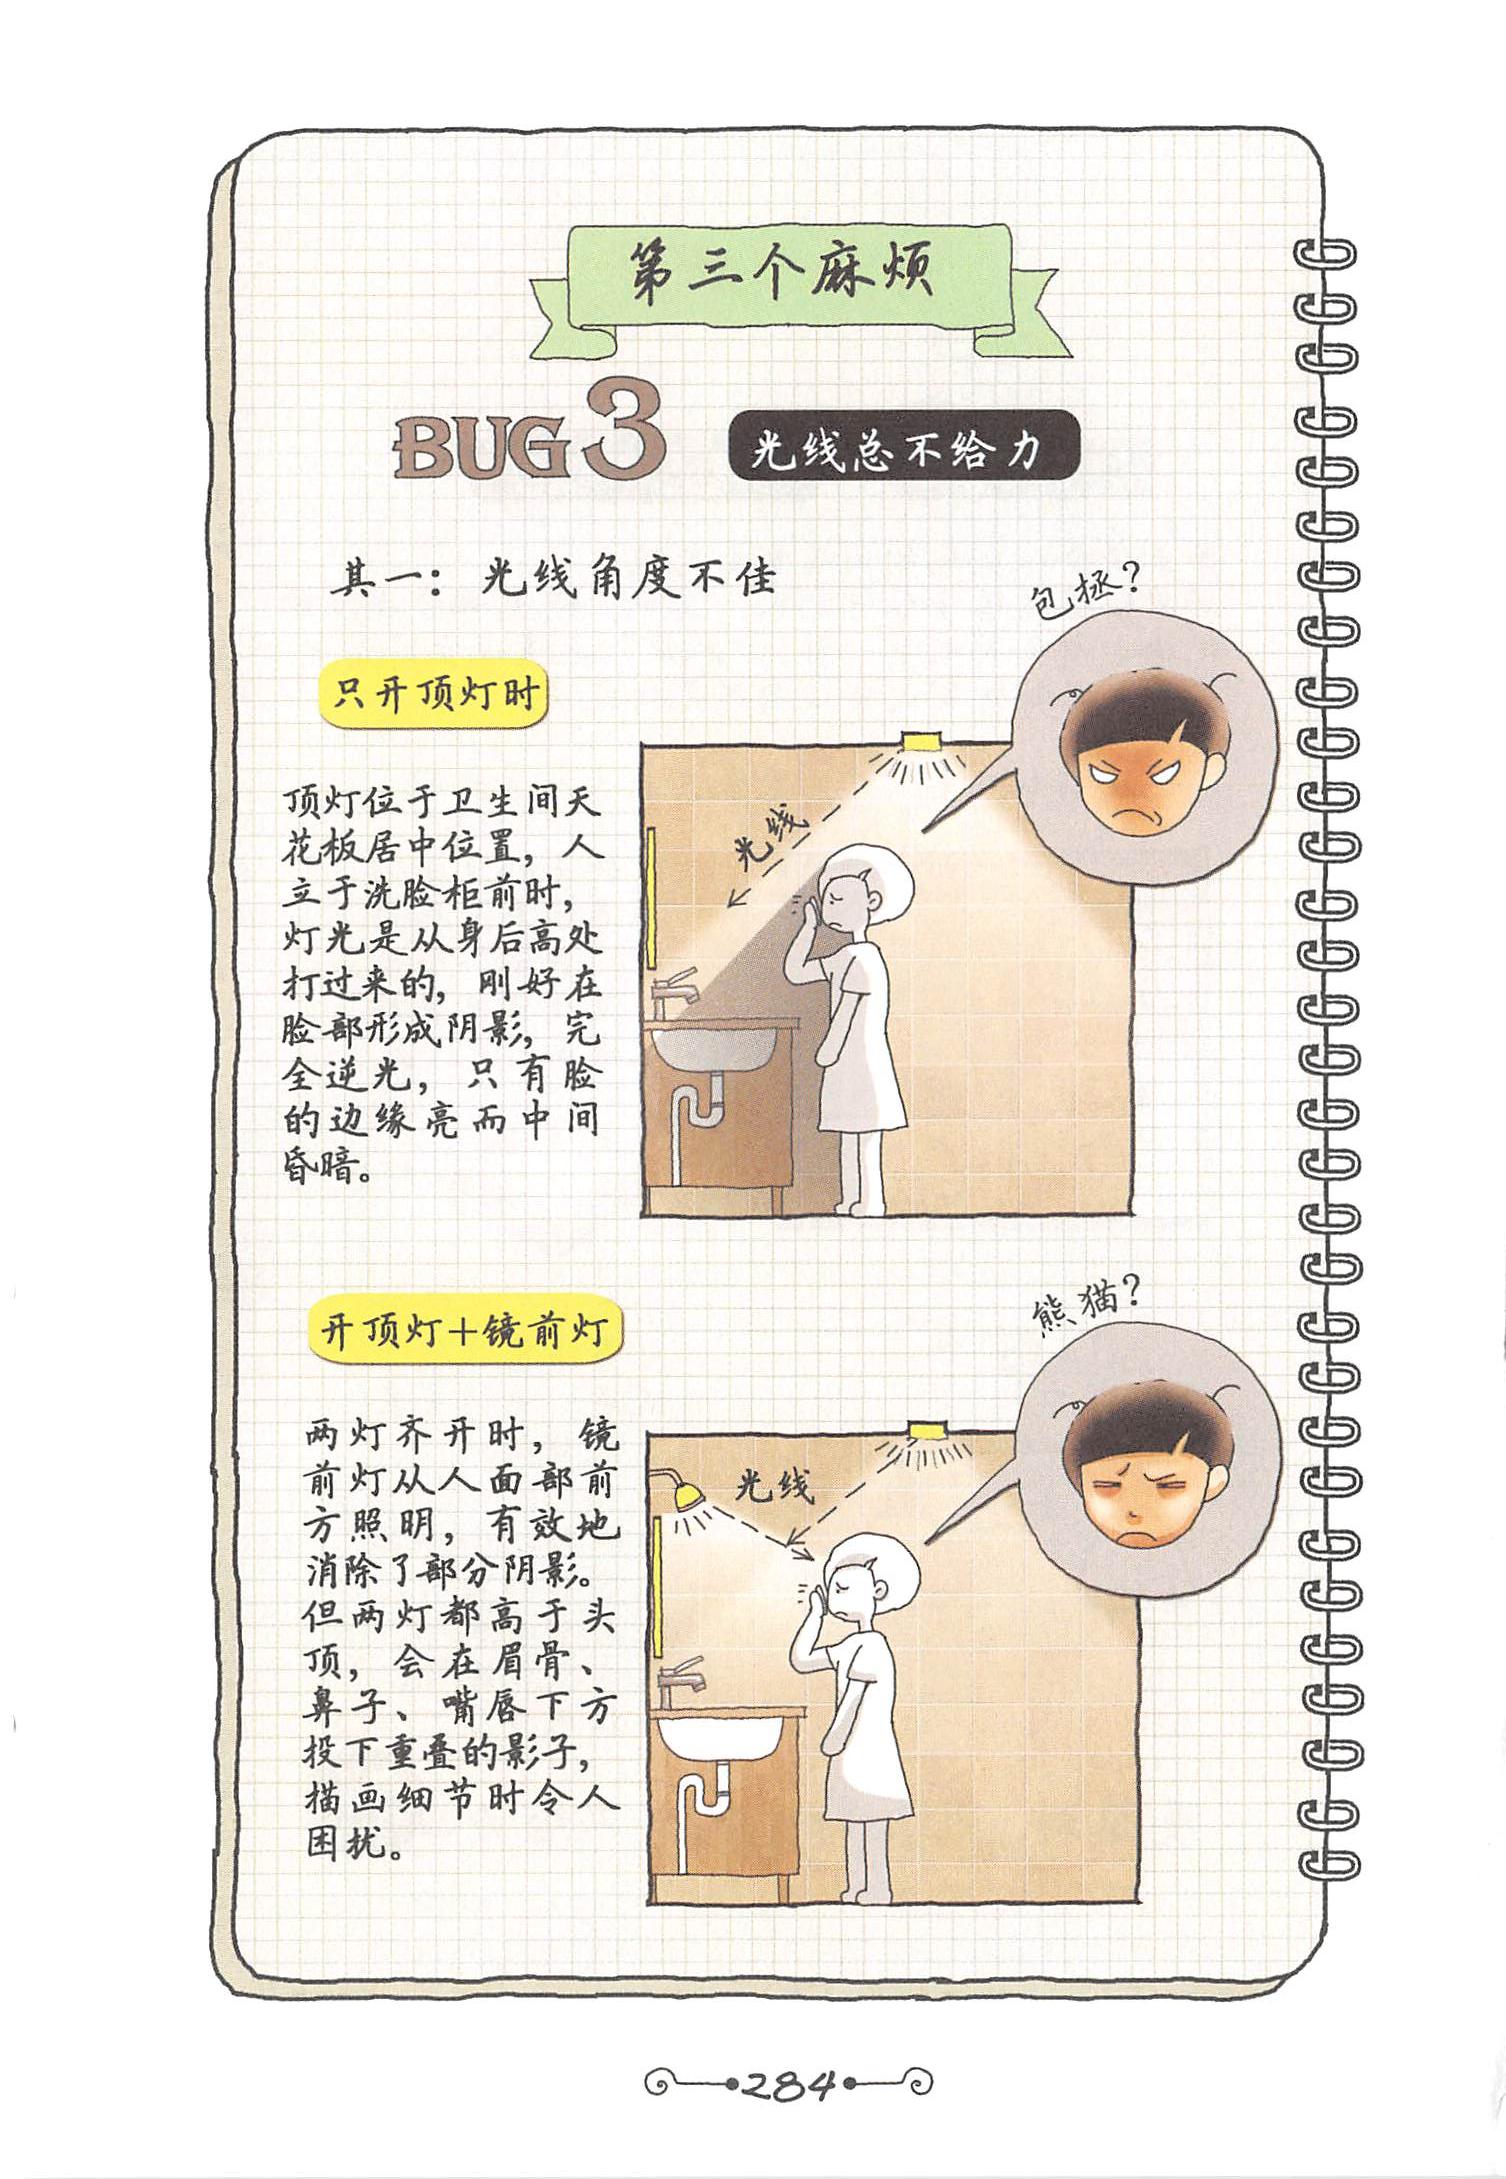 第三个麻烦
BUG3
光线总不给力
其一：光线角度不佳
包拯？
只开顶灯时
顶灯位于卫生间天
花板居中位置，人
立于洗脸柜前时，
灯光是从身后高处
打过来的，刚好在
脸部形成阴影，完
全逆光，只有脸
的边缘亮而中间
昏暗。
光线
熊猫？
开顶灯＋镜前灯
两灯齐开时，镜
前灯从人面部前
方照明，有效地
消除了部分阴影。
但两灯都高于头
顶，会在眉骨、
鼻子、嘴唇下方
投下重叠的影子，
描画细节时令人
困扰。
光线
284